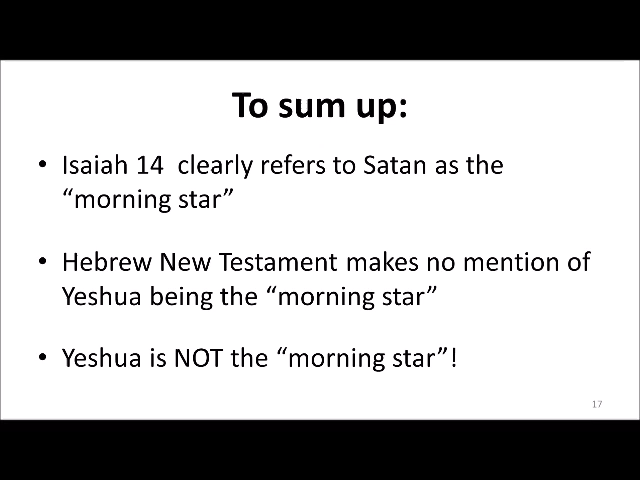 To sum up:
• Isaiah 14  clearly refers to Satan as the
“morning star”
• Hebrew New Testament makes no mention of
Yeshua being the “morning star”
• Yeshua is NOT the “morning star”!
17